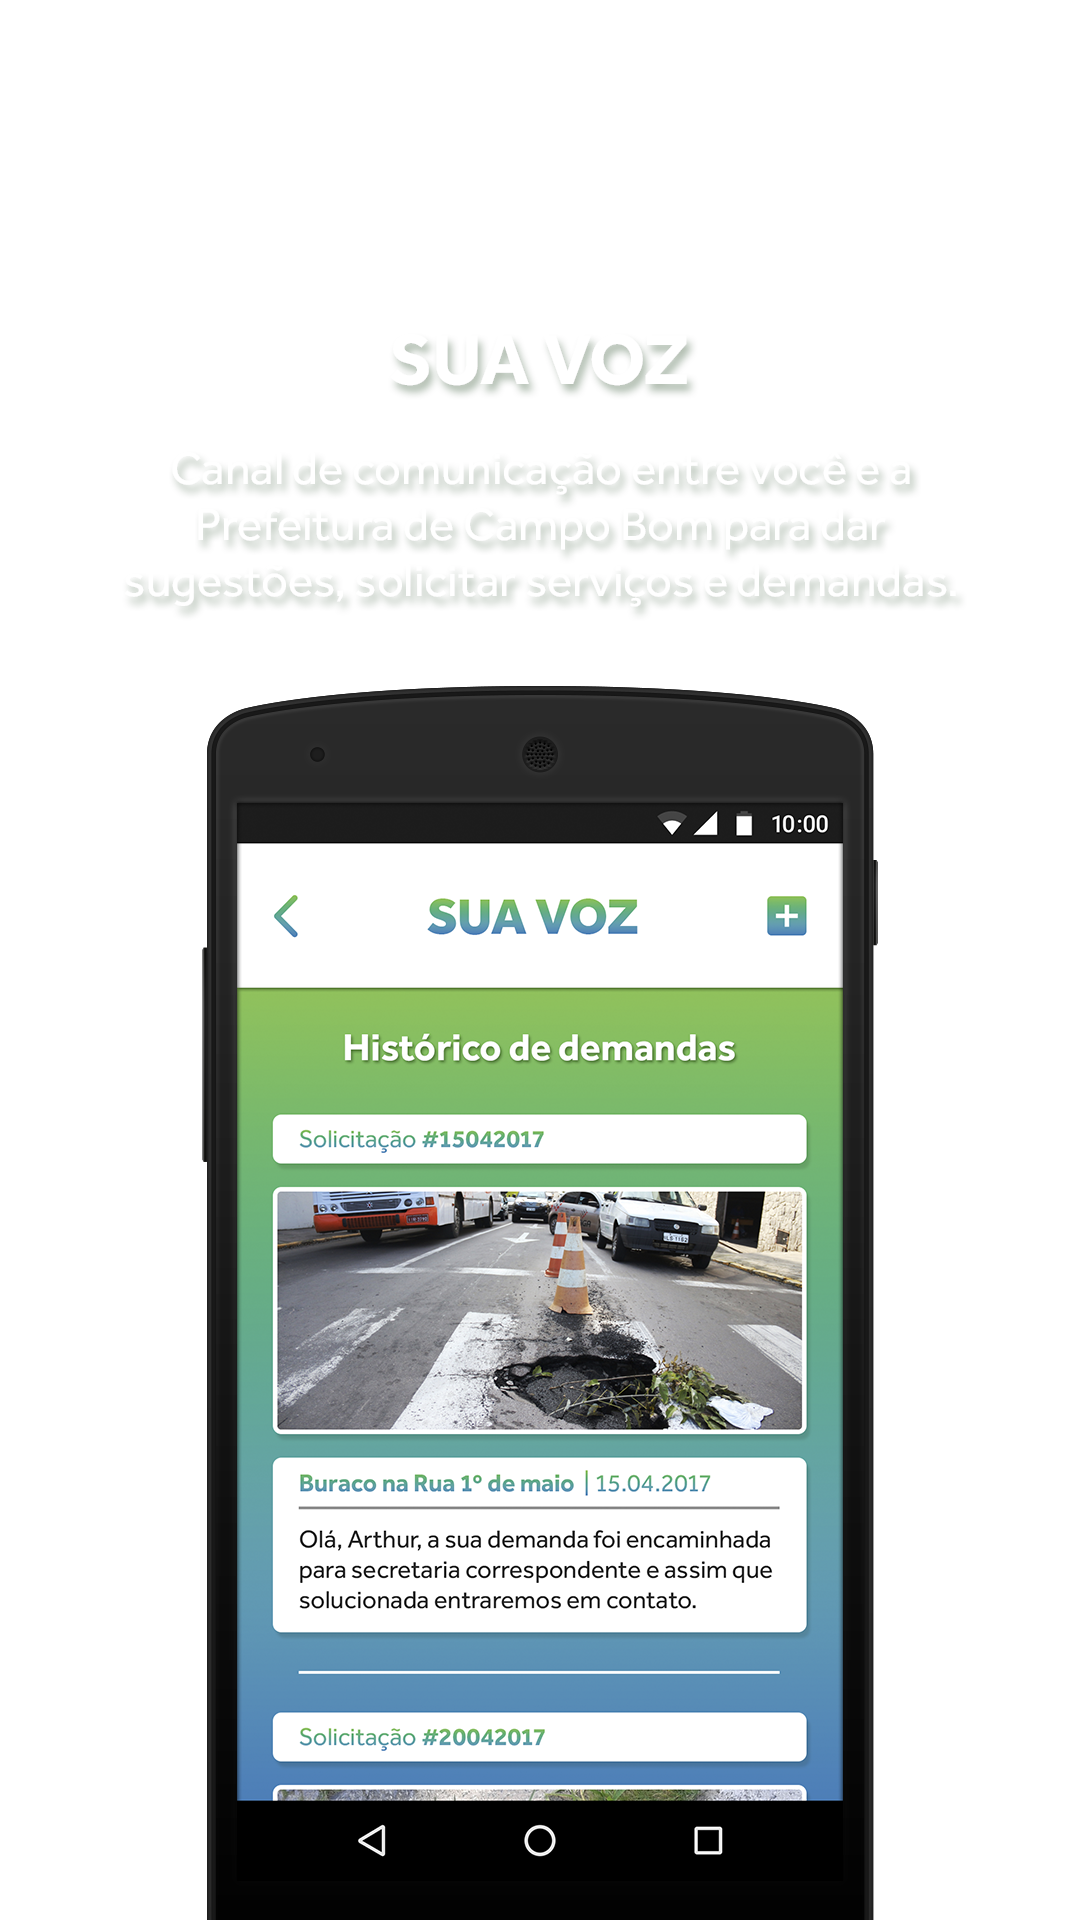 SUA VOZ
Canal de comunicação entre você e a
Prefeitura de Campo Bom para dar
sugestões, solicitar serviços e demandas.
10:00
SUA VOZ
Histórico de demandas
Solicitação #15042017
Buraco na Rua 1º de maio | 15.04.2017
Olá, Arthur, a sua demanda foi encaminhada
para secretaria correspondente e assim que
solucionada entraremos em contato.
Solicitação #20042017